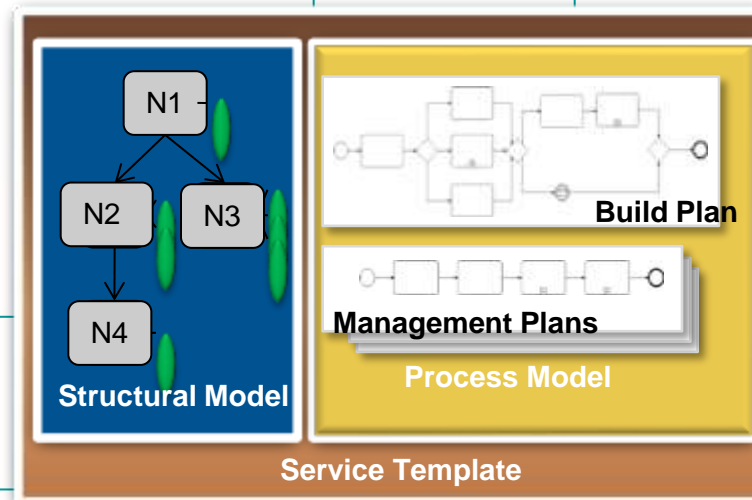 N1
N2
N3
N4
Structural Model
Build Plan
Management Plans
Process Model
Service Template